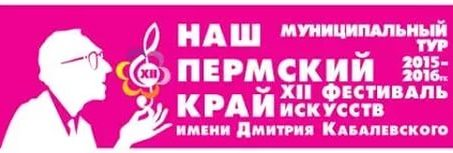 XII
НАШ
ПЕРМСКИЙ
КРАЙ
МУНИЦИПАЛЬНЫЙ
ТУР
2015-
2016гг.
XII ФЕСТИВАЛЬ
ИСКУССТВ
ИМЕНИ ДМИТРИЯ КАБАЛЕВСКОГО